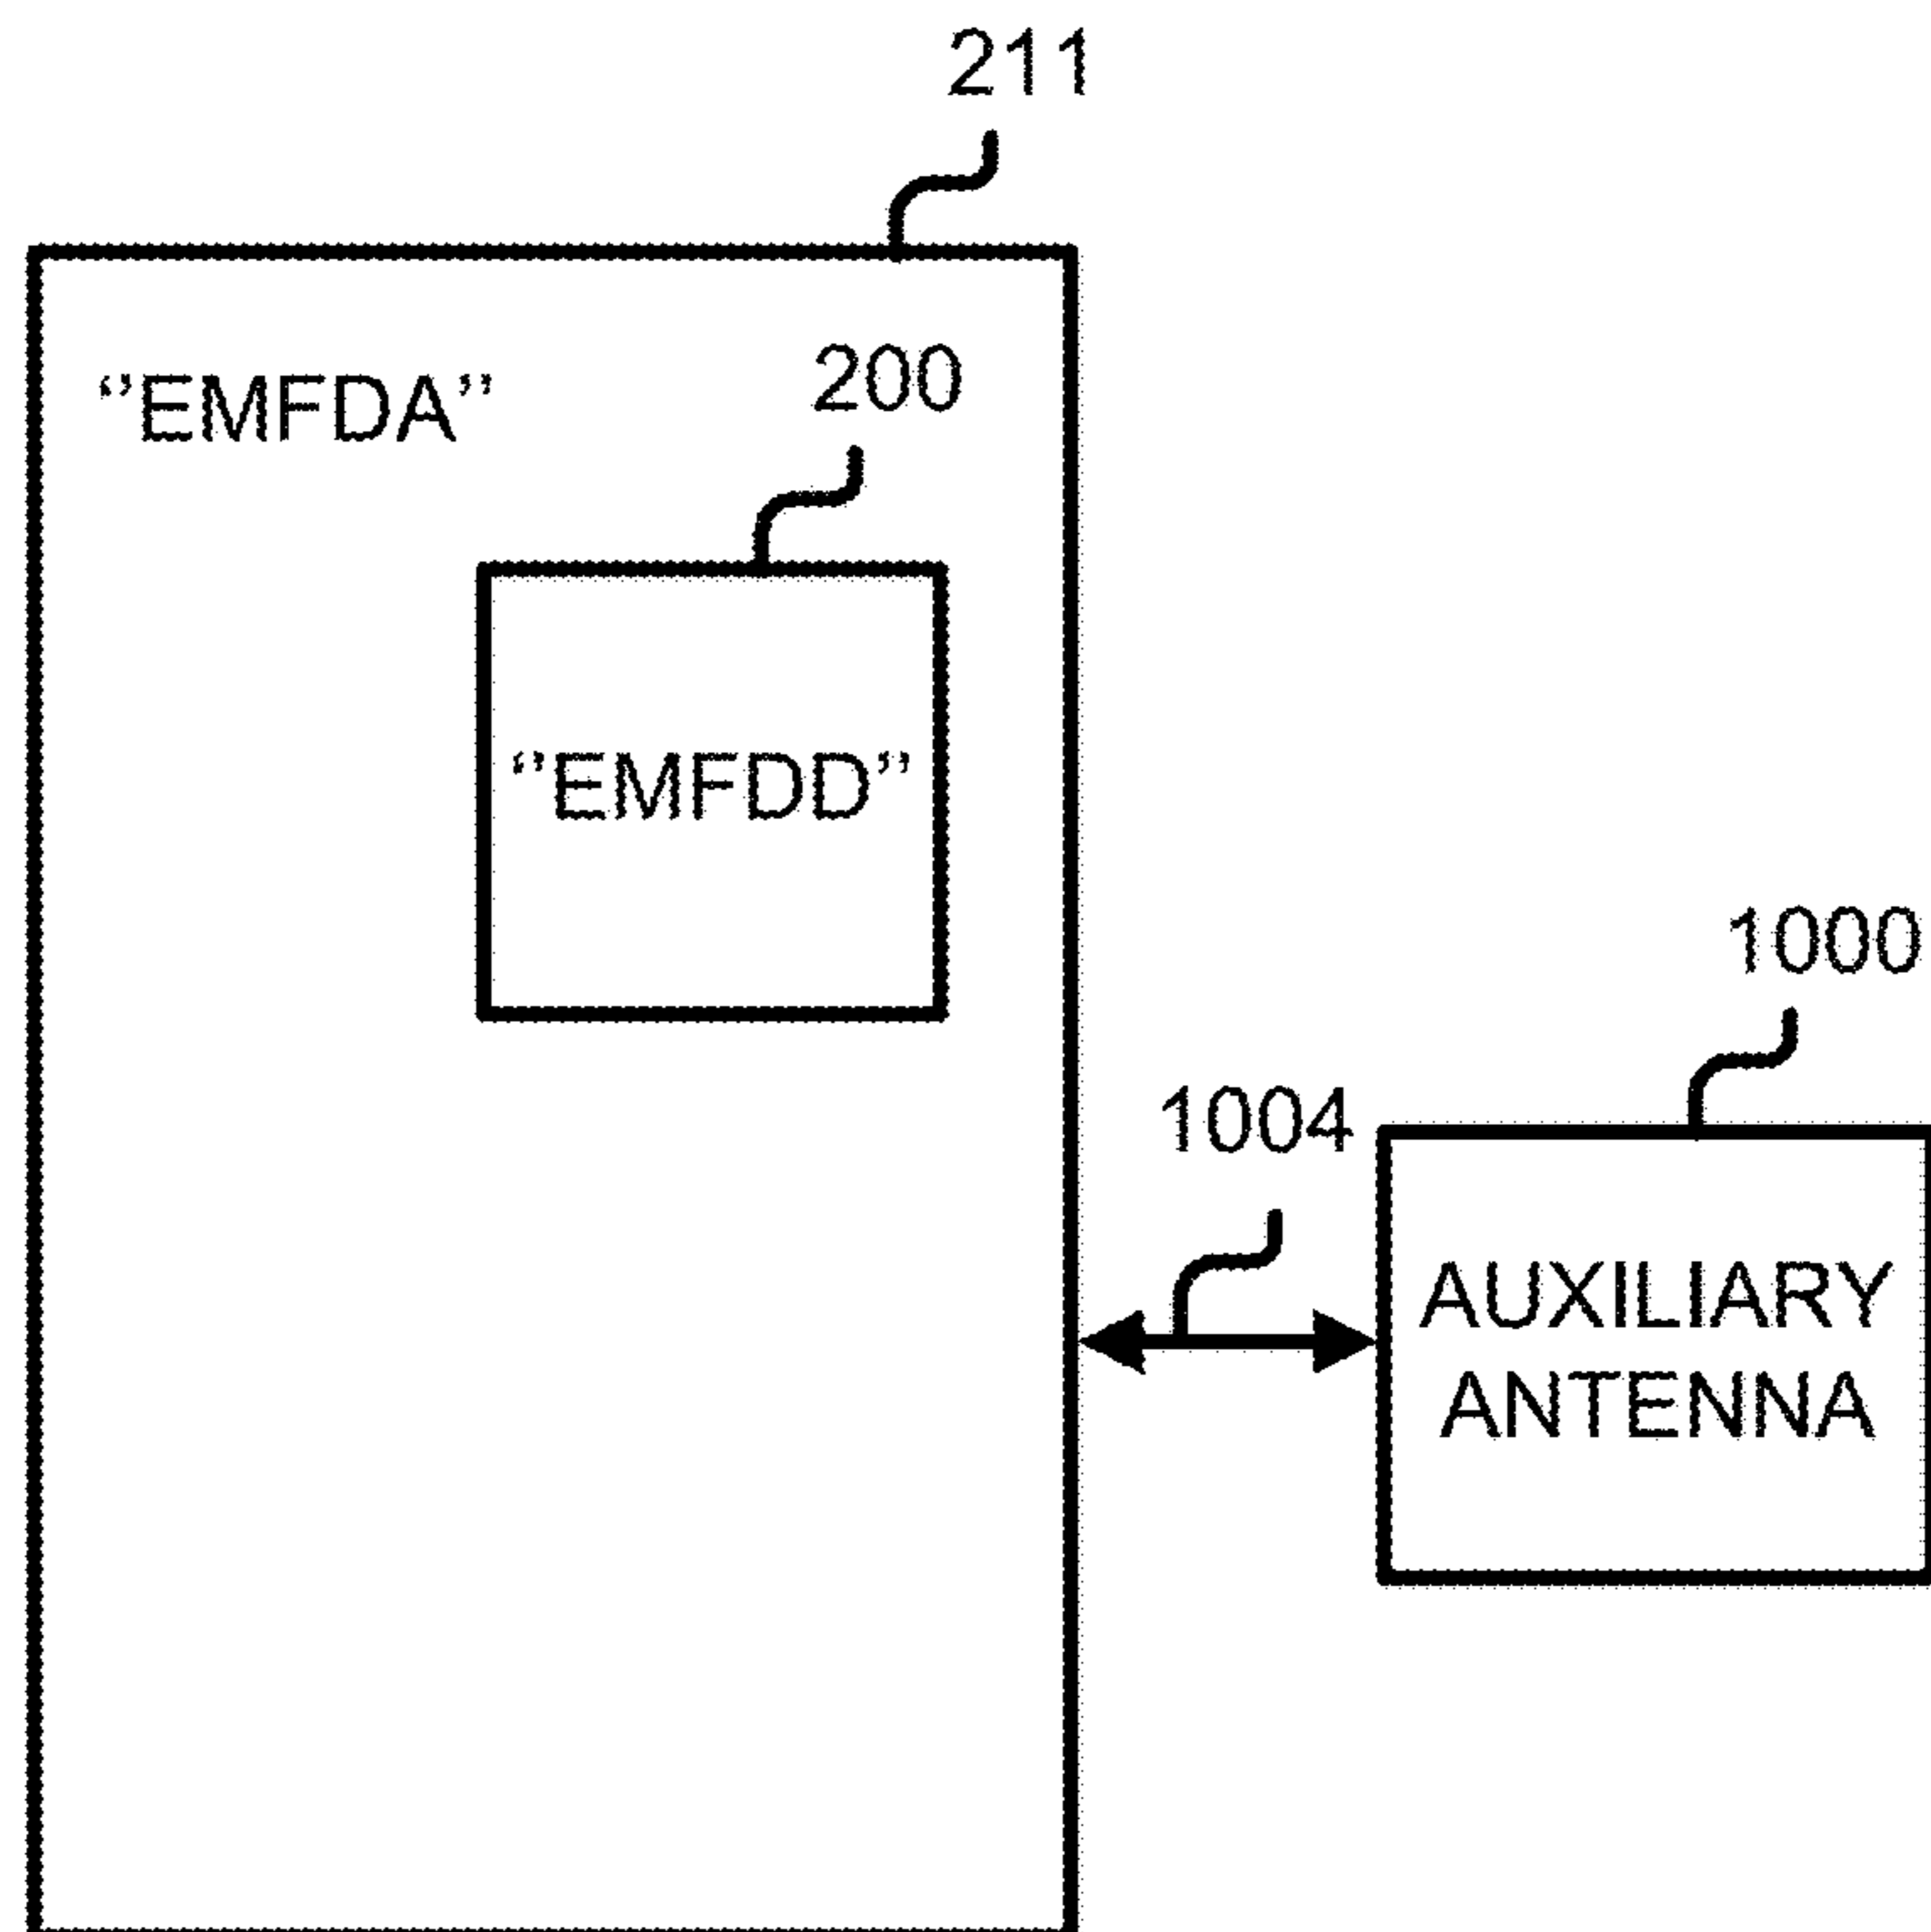 211
‘’EMFDA’’
200
‘’EMFDD’’
1000
1004
AUXILIARY
ANTENNA